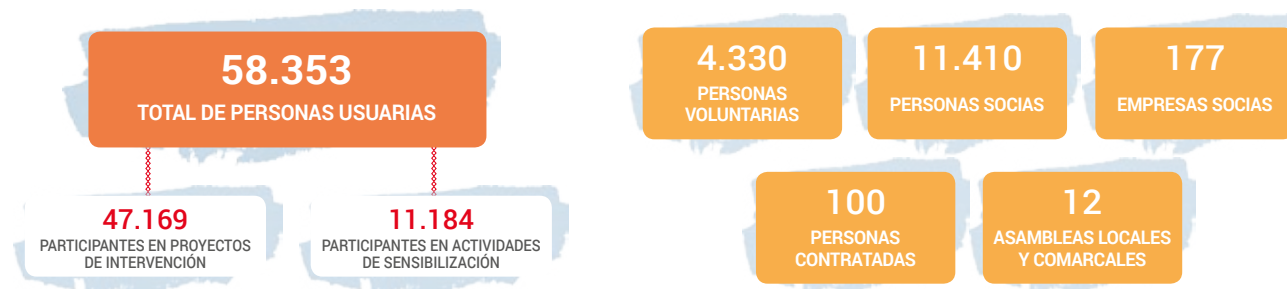 58.353
TOTAL DE PERSONAS USUARIAS
47.169
PARTICIPANTES EN PROYECTOS
DE INTERVENCIÓN
11.184
PARTICIPANTES EN ACTIVIDADES
DE SENSIBILIZACIÓN
4.330
PERSONAS
VOLUNTARIAS
11.410
PERSONAS SOCIAS
177
EMPRESAS SOCIAS
100
PERSONAS
CONTRATADAS
12
ASAMBLEAS LOCALES
Y COMARCALES